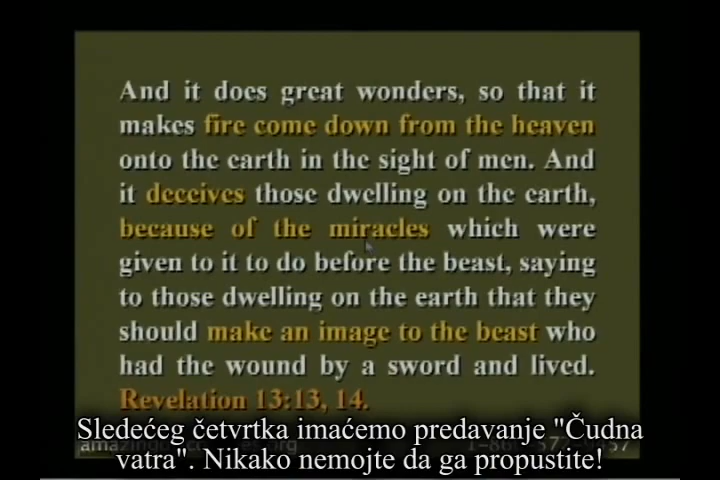 And it does great wonders, so that it
makes fire come down from the heaven
onto the earth in the sight of men. And
it deceives those dwelling on the earth,
because of the miracles which were
given to it to do before the beast, saying
to those dwelling on the earth that they
should make an image to the beast who
had the wound by a sword and lived.
Revelation 13:13, 14.
Sledećeg četvrtka imaćemo predavanje "Čudna
vatra". Nikako nemojte da ga propustite!